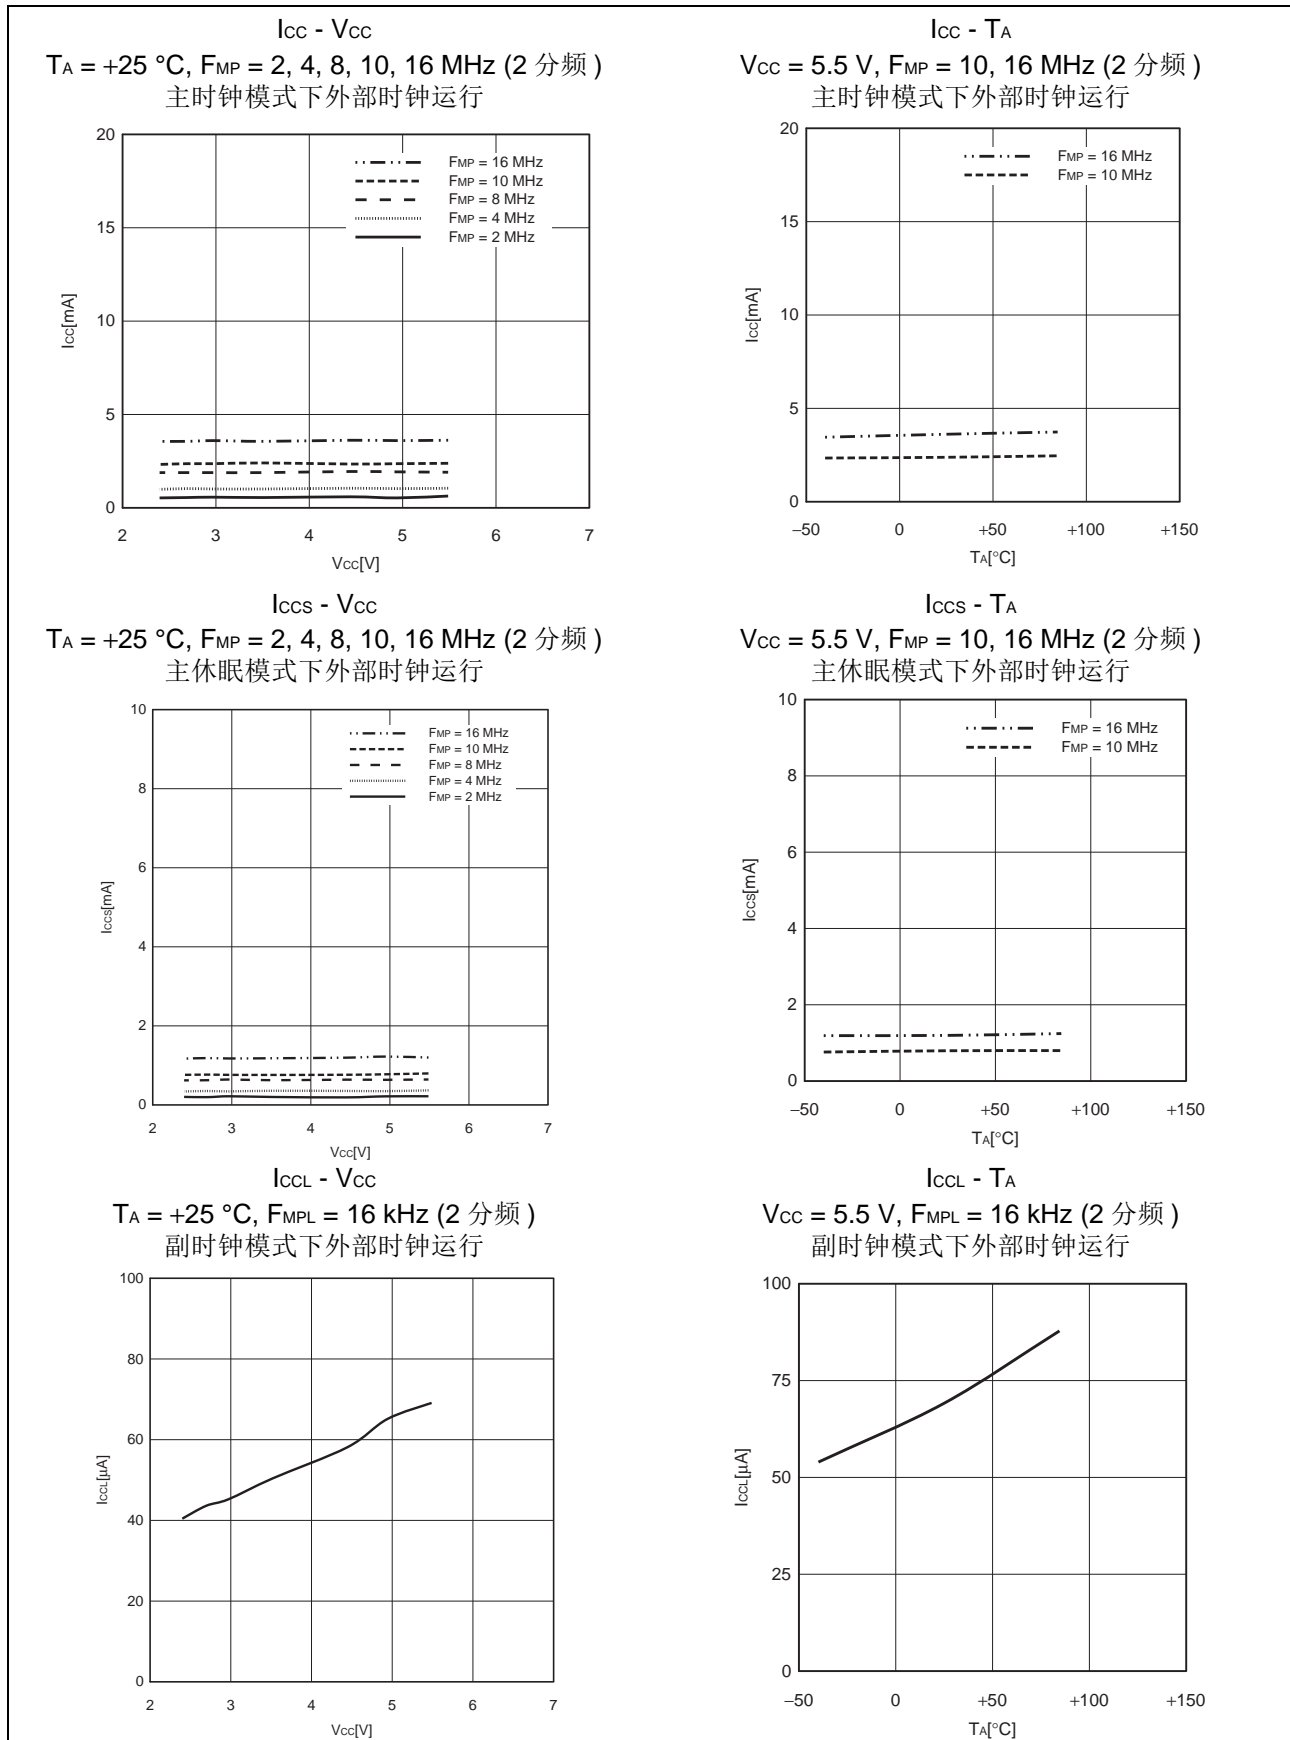 ICC - VCC
TA = +25 °C, FMP = 2, 4, 8, 10, 16 MHz (2 分频 )
主时钟模式下外部时钟运行
20
15
10
5
0
ICC[mA]
FMP = 16 MHz
FMP = 10 MHz
FMP = 8 MHz
FMP = 4 MHz
FMP = 2 MHz
2 3 4 5 6 7
VCC[V]
ICC - TA
VCC = 5.5 V, FMP = 10, 16 MHz (2 分频 )
主时钟模式下外部时钟运行
20
15
10
5
0
ICC[mA]
FMP = 16 MHz
FMP = 10 MHz
−50 0 +50 +100 +150
TA[°C]
ICCS - VCC
TA = +25 °C, FMP = 2, 4, 8, 10, 16 MHz (2 分频 )
主休眠模式下外部时钟运行
10
8
6
4
2
0
ICCS[mA]
FMP = 16 MHz
FMP = 10 MHz
FMP = 8 MHz
FMP = 4 MHz
FMP = 2 MHz
2 3 4 5 6 7
VCC[V]
ICCS - TA
VCC = 5.5 V, FMP = 10, 16 MHz (2 分频 )
主休眠模式下外部时钟运行
10
8
6
4
2
0
ICCS[mA]
FMP = 16 MHz
FMP = 10 MHz
−50 0 +50 +100 +150
TA[°C]
ICCL - VCC
TA = +25 °C, FMPL = 16 kHz (2 分频 )
副时钟模式下外部时钟运行
100
80
60
40
20
0
ICCL[µA]
2 3 4 5 6 7
VCC[V]
ICCL - TA
VCC = 5.5 V, FMPL = 16 kHz (2 分频 )
副时钟模式下外部时钟运行
100
75
50
25
0
ICCL[µA]
−50 0 +50 +100 +150
TA[°C]